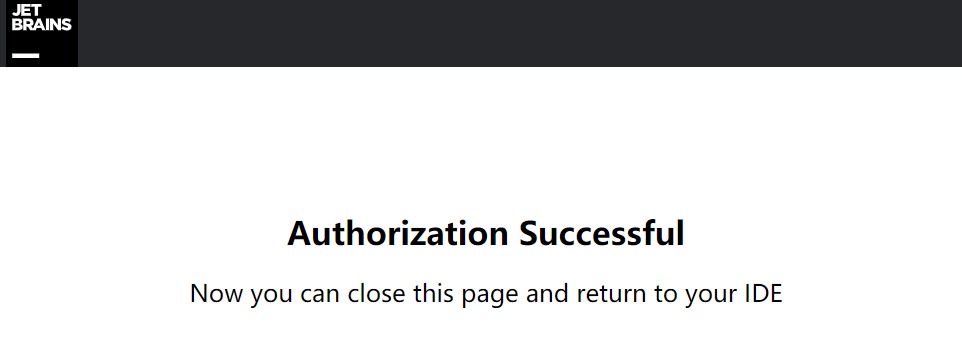 JET
BRAINS
Authorization Successful
Now you can close this page and return to your IDE